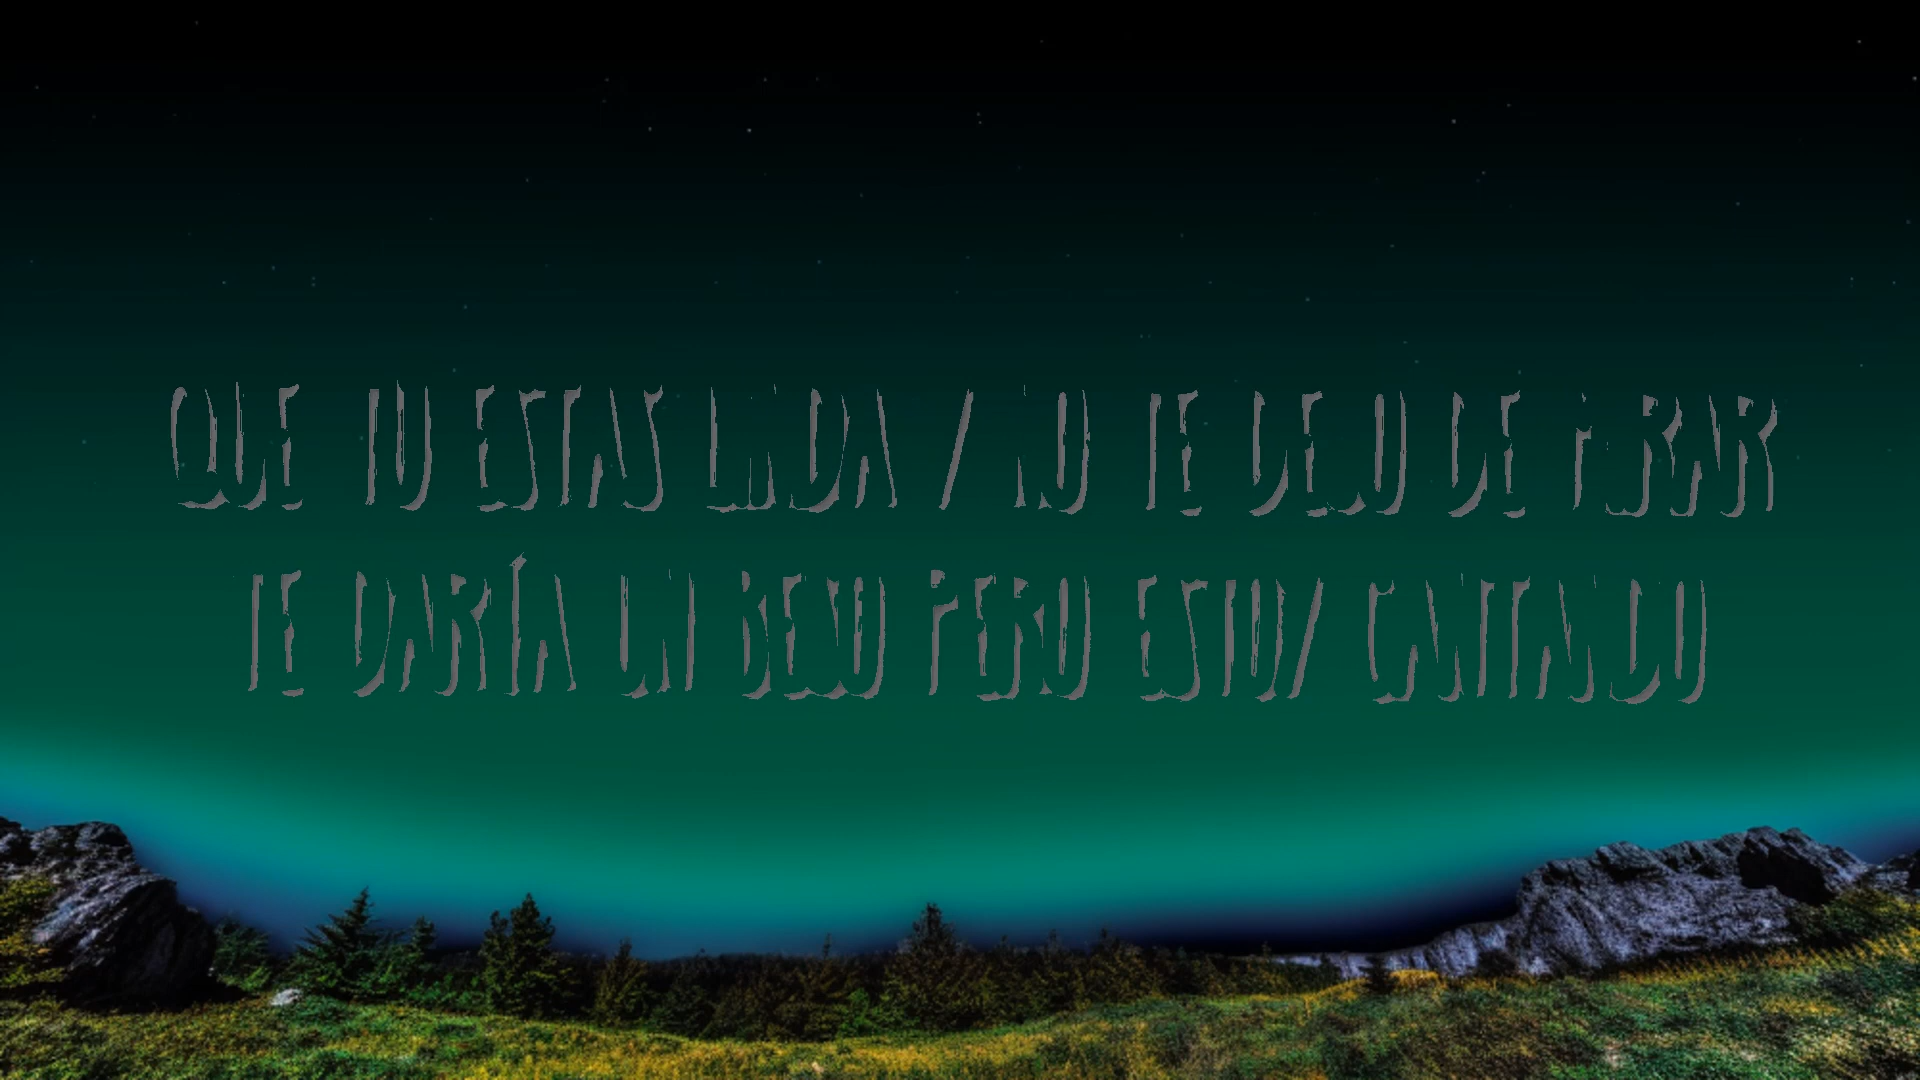 QUE TU ESTAS LINDA Y NO TE DEJO DE MIRAR
TE DARÍA UN BESO PERO ESTOY CANTANDO